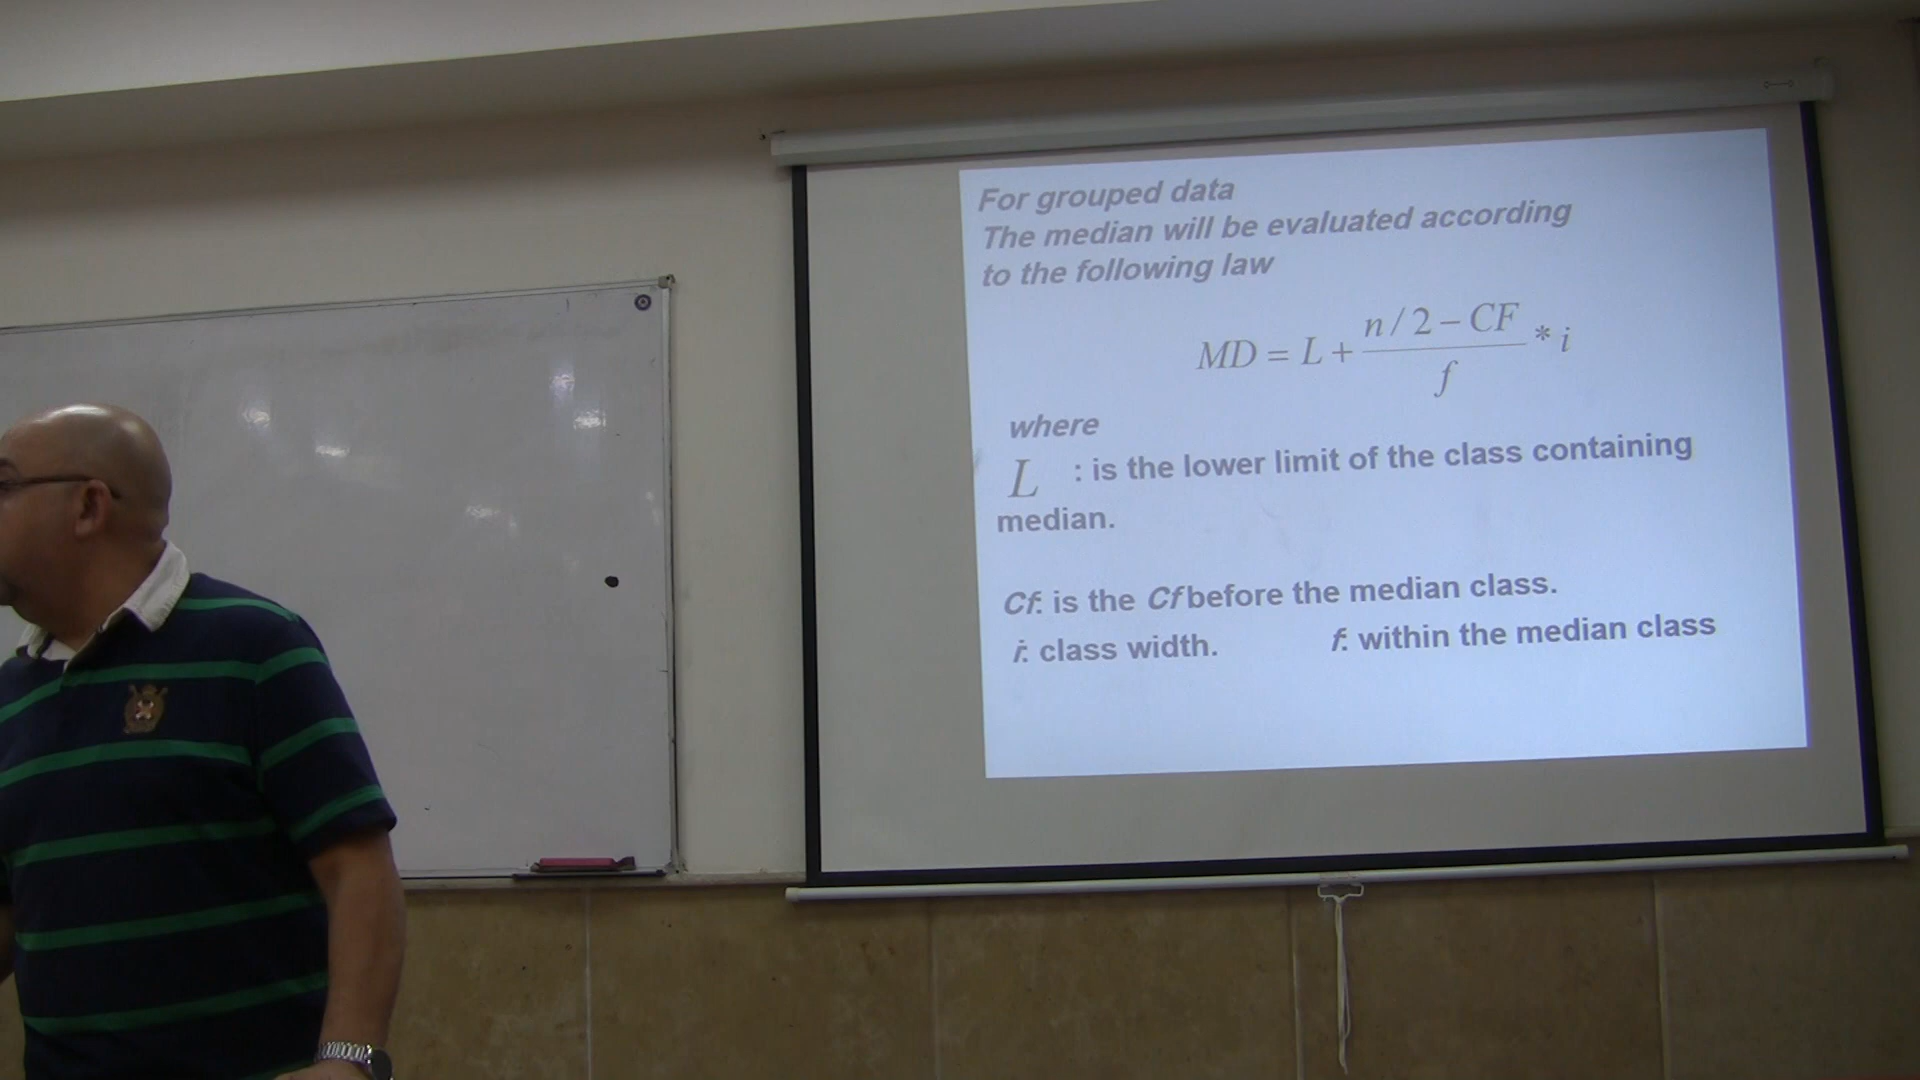 For grouped data
The median will be evaluated according
to the following law
MD = L + n / 2 − CF / f * i
where
L : is the lower limit of the class containing
median.
Cf: is the Cf before the median class.
i: class width. f: within the median class